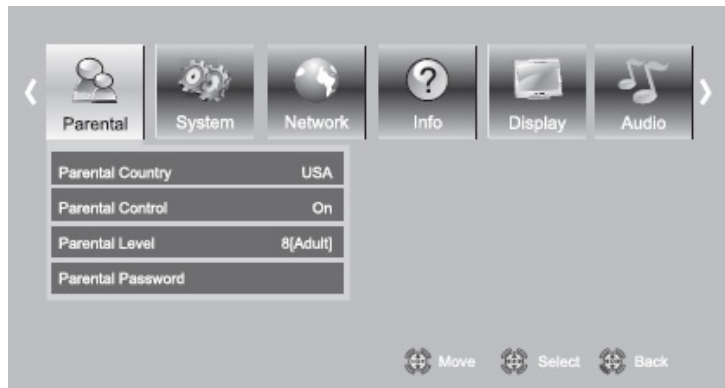 Parental System Network Info Display Audio
Parental Country USA
Parental Control On
Parental Level 8[Adult]
Parental Password
Move Select Back